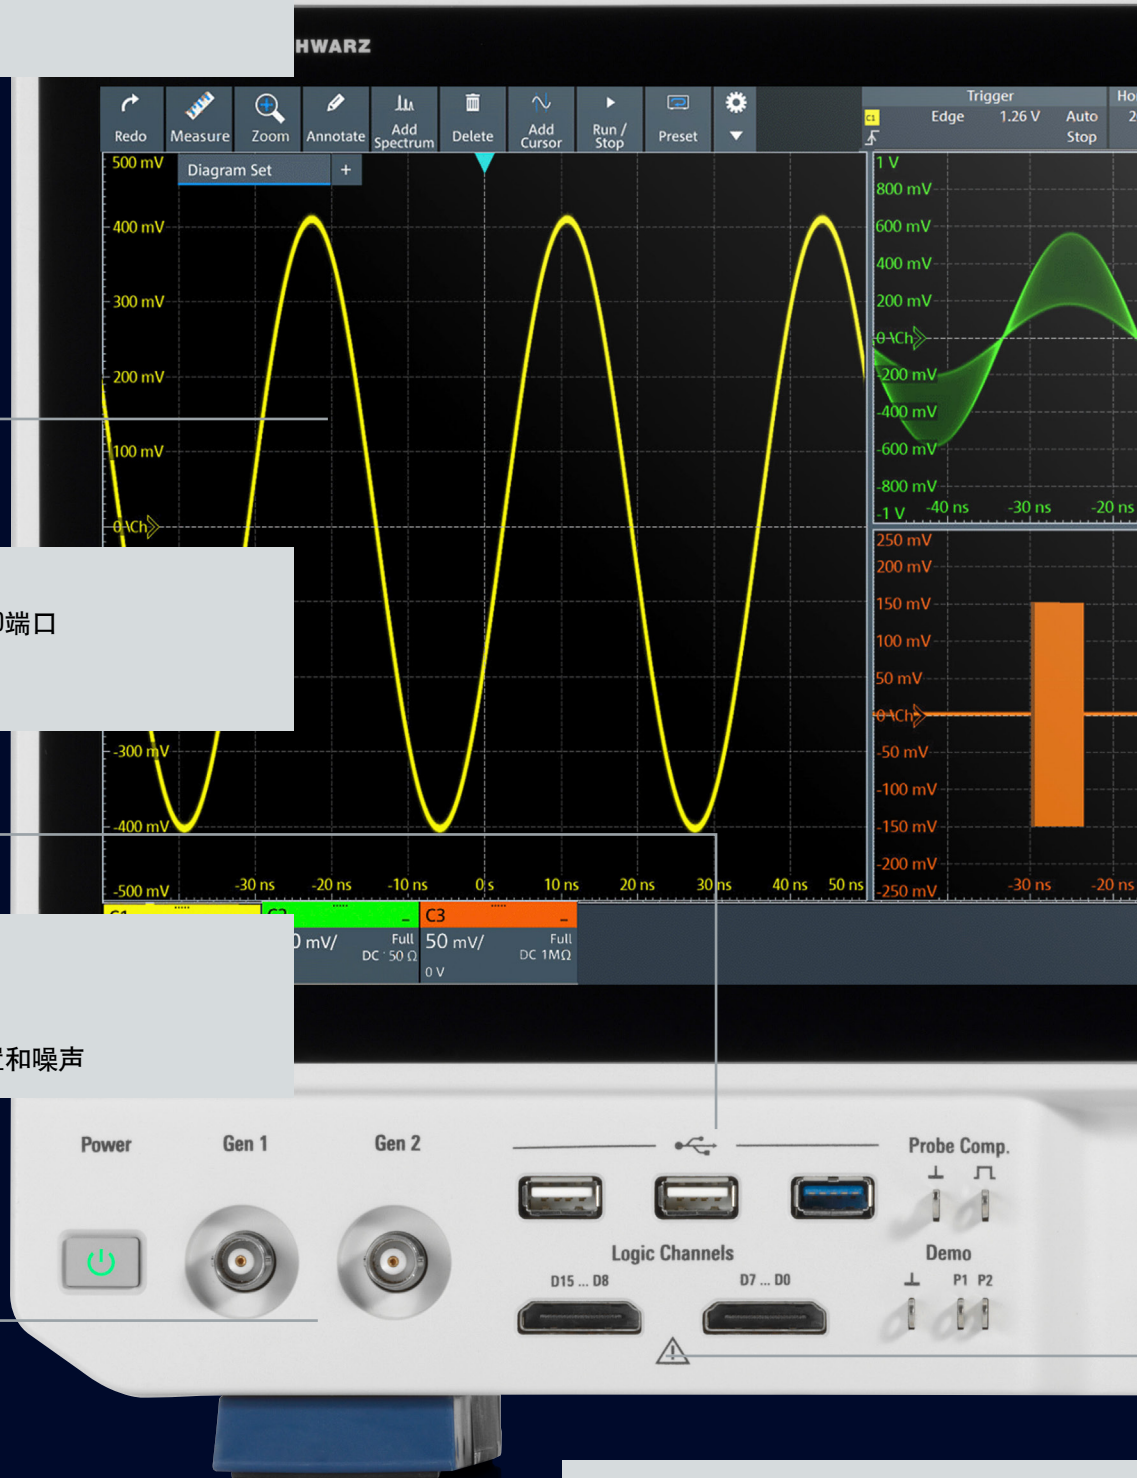 HWARZ
Redo Measure Zoom Annotate Add Spectrum Delete Add Cursor Run / Stop Preset
Trigger
C1 Edge 1.26 V Auto
Stop
Diagram Set +
500 mV
400 mV
300 mV
200 mV
100 mV
0 \Ch
-300 mV
-400 mV
-500 mV
-30 ns -20 ns -10 ns 0 s 10 ns 20 ns 30 ns 40 ns 50 ns
1 V
800 mV
600 mV
400 mV
200 mV
0 \Ch
-200 mV
-400 mV
-600 mV
-800 mV
-1 V
-40 ns -30 ns -20 ns
250 mV
200 mV
150 mV
100 mV
50 mV
0 \Ch
-50 mV
-100 mV
-150 mV
-200 mV
-250 mV
-30 ns -20 ns
端口
C3
mV/ Full
DC 50 Ω
50 mV/ Full
DC 1MΩ
0 V
和噪声
Power Gen 1 Gen 2 Probe Comp.
Logic Channels Demo
D15 ... D8 D7 ... D0 P1 P2